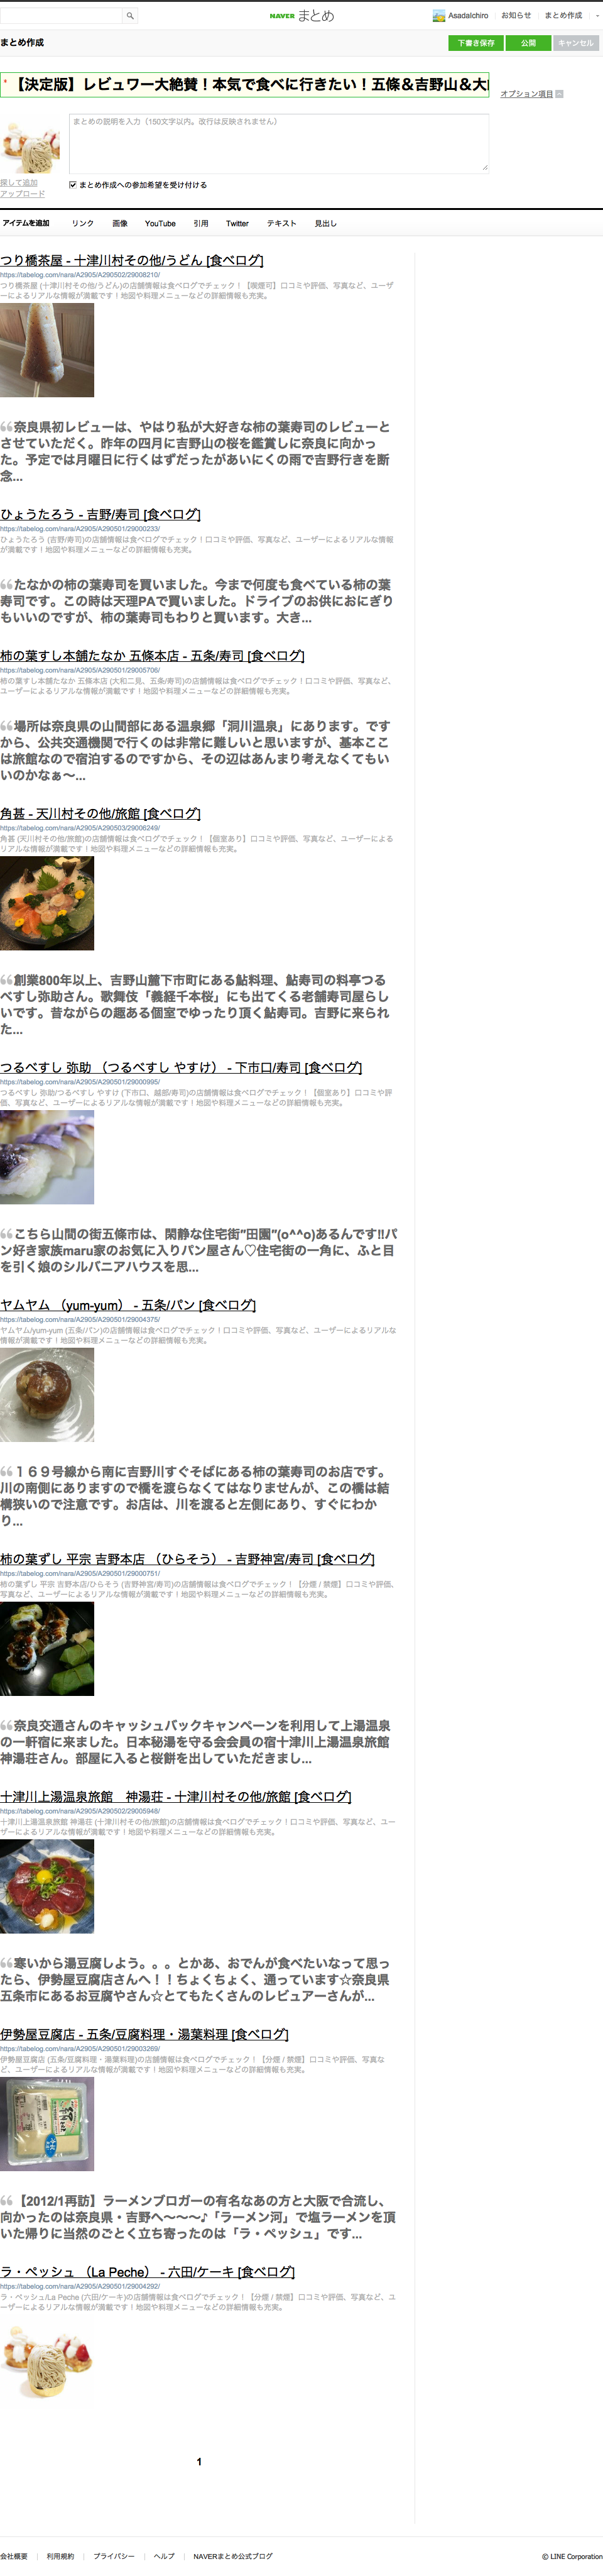 NAVER まとめ
AsadaIchiro お知らせ まとめ作成
まとめ作成
下書き保存 公開 キャンセル
* 【決定版】レビュワー大絶賛！本気で食べに行きたい！五條＆吉野山＆大
オプション項目
まとめの説明を入力（150文字以内。改行は反映されません）
探して追加
アップロード
まとめ作成への参加希望を受け付ける
アイテムを追加 リンク 画像 YouTube 引用 Twitter テキスト 見出し
つり橋茶屋 - 十津川村その他/うどん [食べログ]
https://tabelog.com/nara/A2905/A290502/29008210/
つり橋茶屋 (十津川村その他/うどん)の店舗情報は食べログでチェック！【喫煙可】口コミや評価、写真など、ユーザ
ーによるリアルな情報が満載です！地図や料理メニューなどの詳細情報も充実。
“奈良県初レビューは、やはり私が大好きな柿の葉寿司のレビューと
させていただく。昨年の四月に吉野山の桜を鑑賞しに奈良に向かっ
た。予定では月曜日に行くはずだったがあいにくの雨で吉野行きを断
念...
ひょうたろう - 吉野/寿司 [食べログ]
https://tabelog.com/nara/A2905/A290501/29000233/
ひょうたろう (吉野/寿司)の店舗情報は食べログでチェック！口コミや評価、写真など、ユーザーによるリアルな情報
が満載です！地図や料理メニューなどの詳細情報も充実。
“たなかの柿の葉寿司を買いました。今まで何度も食べている柿の葉
寿司です。この時は天理PAで買いました。ドライブのお供におにぎり
もいいのですが、柿の葉寿司もわりと買います。大き...
柿の葉すし本舗たなか 五條本店 - 五条/寿司 [食べログ]
https://tabelog.com/nara/A2905/A290501/29005706/
柿の葉すし本舗たなか 五條本店 (大和二見、五条/寿司)の店舗情報は食べログでチェック！口コミや評価、写真など、
ユーザーによるリアルな情報が満載です！地図や料理メニューなどの詳細情報も充実。
“場所は奈良県の山間部にある温泉郷「洞川温泉」にあります。です
から、公共交通機関で行くのは非常に難しいと思いますが、基本ここ
は旅館なので宿泊するのですから、その辺はあんまり考えなくてもい
いのかなぁ〜...
角甚 - 天川村その他/旅館 [食べログ]
https://tabelog.com/nara/A2905/A290503/29006249/
角甚 (天川村その他/旅館)の店舗情報は食べログでチェック！【個室あり】口コミや評価、写真など、ユーザーによる
リアルな情報が満載です！地図や料理メニューなどの詳細情報も充実。
“創業800年以上、吉野山麓下市町にある鮎料理、鮎寿司の料亭つる
べすし弥助さん。歌舞伎「義経千本桜」にも出てくる老舗寿司屋らし
いです。昔ながらの趣ある個室でゆったり頂く鮎寿司。吉野に来られ
た...
つるべすし 弥助 （つるべすし やすけ） - 下市口/寿司 [食べログ]
https://tabelog.com/nara/A2905/A290501/29000995/
つるべすし 弥助/つるべすし やすけ (下市口、越部/寿司)の店舗情報は食べログでチェック！【個室あり】口コミや評
価、写真など、ユーザーによるリアルな情報が満載です！地図や料理メニューなどの詳細情報も充実。
“こちら山間の街五條市は、閑静な住宅街”田園”(o^^o)あるんです!!パ
ン好き家族maru家のお気に入りパン屋さん♡住宅街の一角に、ふと目
を引く娘のシルバニアハウスを思...
ヤムヤム （yum-yum） - 五条/パン [食べログ]
https://tabelog.com/nara/A2905/A290501/29004375/
ヤムヤム/yum-yum (五条/パン)の店舗情報は食べログでチェック！口コミや評価、写真など、ユーザーによるリアルな
情報が満載です！地図や料理メニューなどの詳細情報も充実。
“１６９号線から南に吉野川すぐそばにある柿の葉寿司のお店です。
川の南側にありますので橋を渡らなくてはなりませんが、この橋は結
構狭いので注意です。お店は、川を渡ると左側にあり、すぐにわか
り...
柿の葉ずし 平宗 吉野本店 （ひらそう） - 吉野神宮/寿司 [食べログ]
https://tabelog.com/nara/A2905/A290501/29000751/
柿の葉ずし 平宗 吉野本店/ひらそう (吉野神宮/寿司)の店舗情報は食べログでチェック！【分煙 / 禁煙】口コミや評価、
写真など、ユーザーによるリアルな情報が満載です！地図や料理メニューなどの詳細情報も充実。
“奈良交通さんのキャッシュバックキャンペーンを利用して上湯温泉
の一軒宿に来ました。日本秘湯を守る会会員の宿十津川上湯温泉旅館
神湯荘さん。部屋に入ると桜餅を出していただきまし...
十津川上湯温泉旅館　神湯荘 - 十津川村その他/旅館 [食べログ]
https://tabelog.com/nara/A2905/A290502/29005948/
十津川上湯温泉旅館 神湯荘 (十津川村その他/旅館)の店舗情報は食べログでチェック！口コミや評価、写真など、ユー
ザーによるリアルな情報が満載です！地図や料理メニューなどの詳細情報も充実。
“寒いから湯豆腐しよう。。。とかあ、おでんが食べたいなって思っ
たら、伊勢屋豆腐店さんへ！！ちょくちょく、通っています☆奈良県
五条市にあるお豆腐やさん☆とてもたくさんのレビュアーさんが...
伊勢屋豆腐店 - 五条/豆腐料理・湯葉料理 [食べログ]
https://tabelog.com/nara/A2905/A290501/29003269/
伊勢屋豆腐店 (五条/豆腐料理・湯葉料理)の店舗情報は食べログでチェック！【分煙 / 禁煙】口コミや評価、写真な
ど、ユーザーによるリアルな情報が満載です！地図や料理メニューなどの詳細情報も充実。
“【2012/1再訪】ラーメンブロガーの有名なあの方と大阪で合流し、
向かったのは奈良県・吉野へ〜〜〜♪「ラーメン河」で塩ラーメンを頂
いた帰りに当然のごとく立ち寄ったのは「ラ・ペッシュ」です...
ラ・ペッシュ （La Peche） - 六田/ケーキ [食べログ]
https://tabelog.com/nara/A2905/A290501/29004292/
ラ・ペッシュ/La Peche (六田/ケーキ)の店舗情報は食べログでチェック！【分煙 / 禁煙】口コミや評価、写真など、ユ
ーザーによるリアルな情報が満載です！地図や料理メニューなどの詳細情報も充実。
1
会社概要 利用規約 プライバシー ヘルプ NAVERまとめ公式ブログ
© LINE Corporation